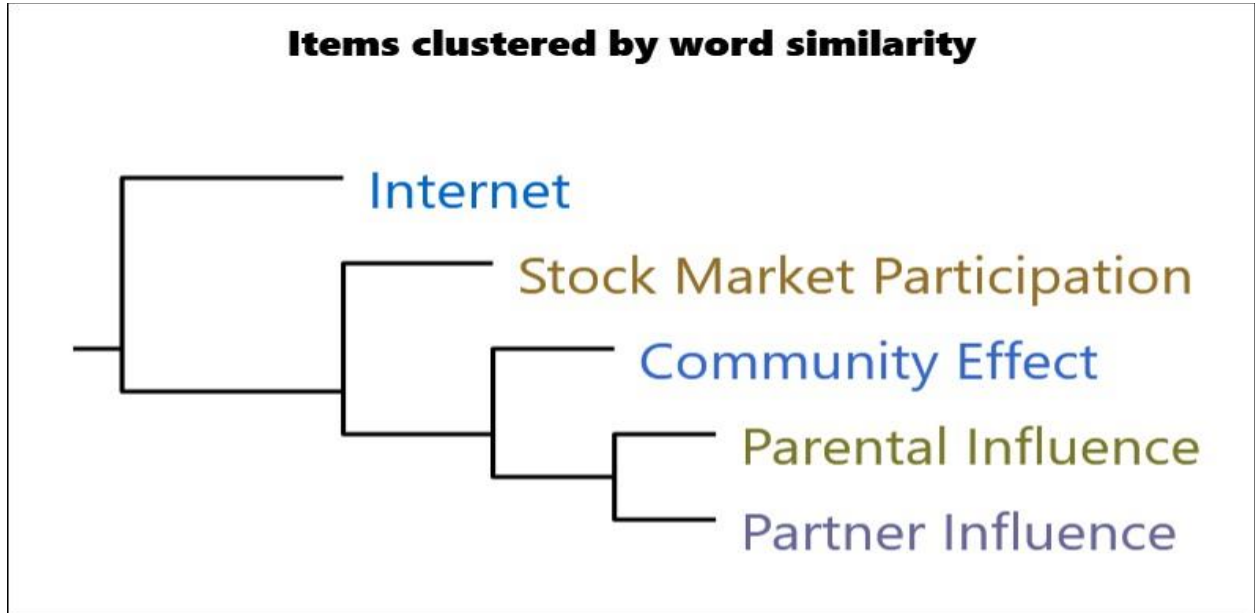 Items clustered by word similarity
Internet
Stock Market Participation
Community Effect
Parental Influence
Partner Influence